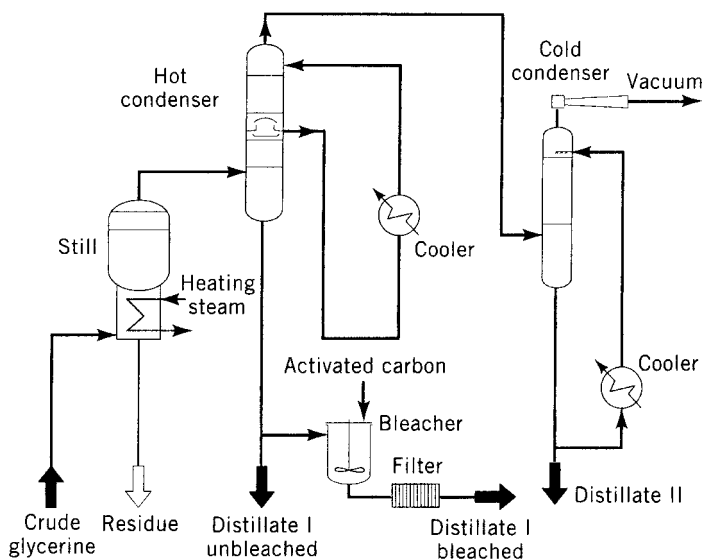 Hot
condenser
Cold
condenser
Vacuum
Still
Heating
steam
Cooler
Activated carbon
Bleacher
Cooler
Filter
Crude
glycerine
Residue
Distillate I
unbleached
Distillate I
bleached
Distillate II